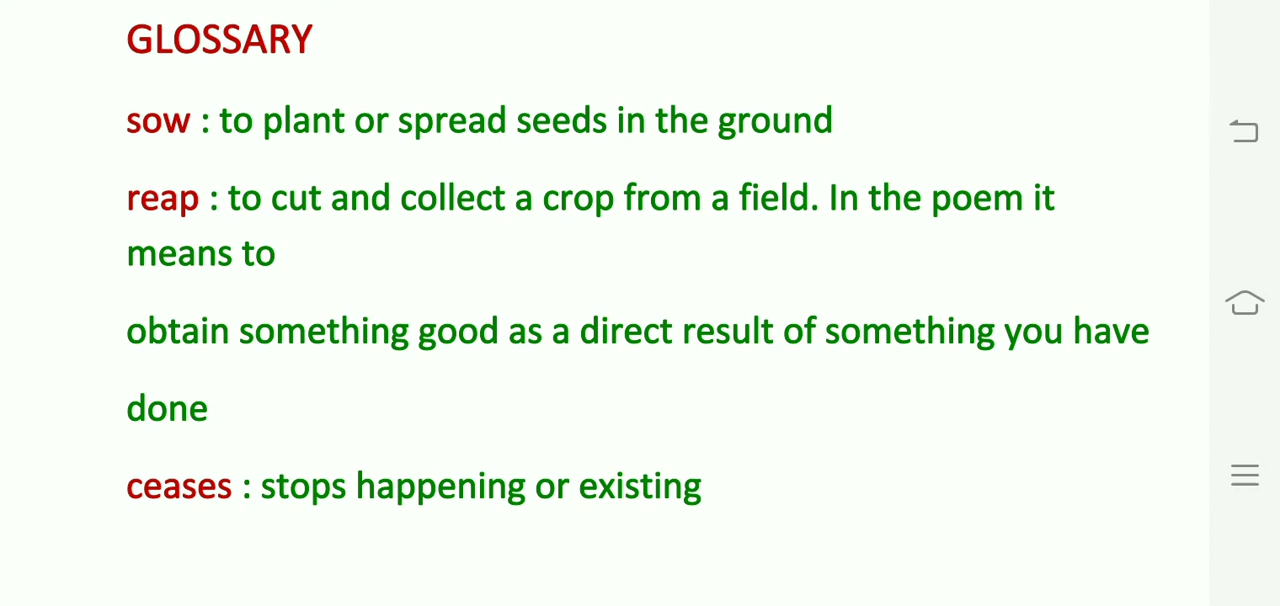 GLOSSARY
sow : to plant or spread seeds in the ground
reap : to cut and collect a crop from a field. In the poem it
means to
obtain something good as a direct result of something you have
done
ceases : stops happening or existing